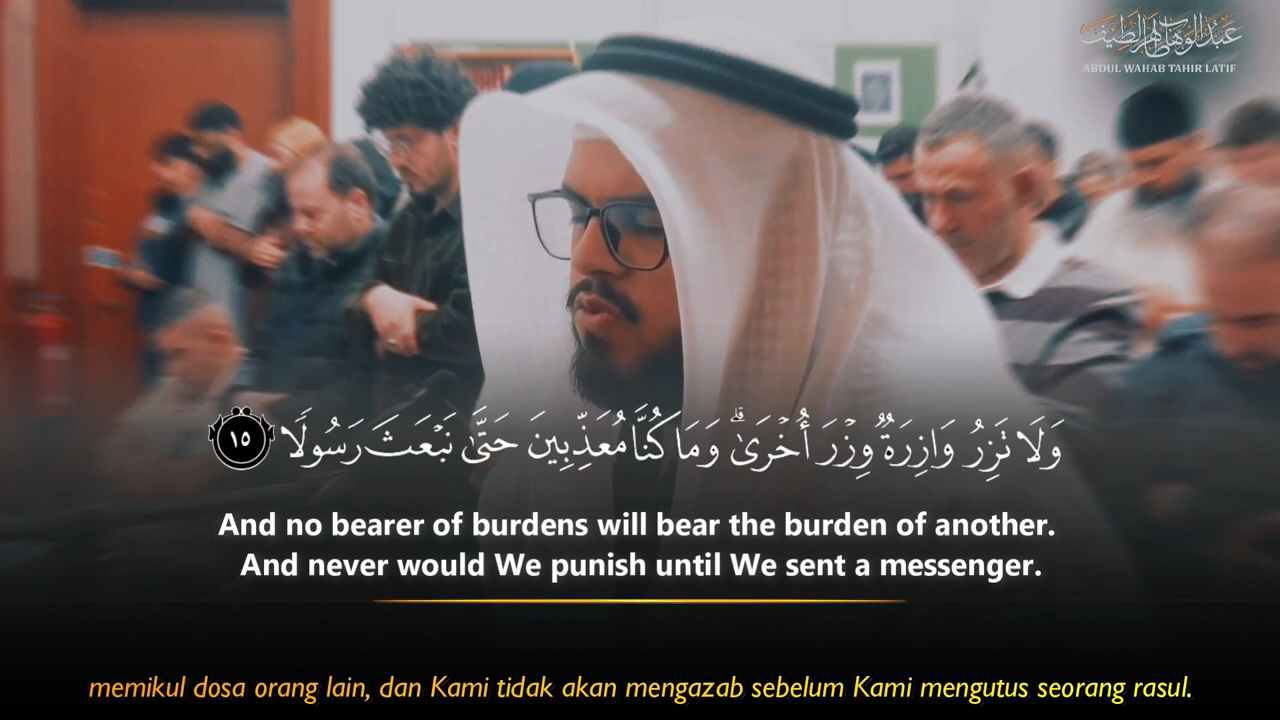 عبد الوهاب طاهر لطيف
ABDUL WAHAB TAHIR LATIF
وَلَا تَزِرُ وَازِرَةٌ وِزْرَ أُخْرَىٰ ۗ وَمَا كُنَّا مُعَذِّبِينَ حَتَّىٰ نَبْعَثَ رَسُولًا ١٥
And no bearer of burdens will bear the burden of another.
And never would We punish until We sent a messenger.
memikul dosa orang lain, dan Kami tidak akan mengazab sebelum Kami mengutus seorang rasul.